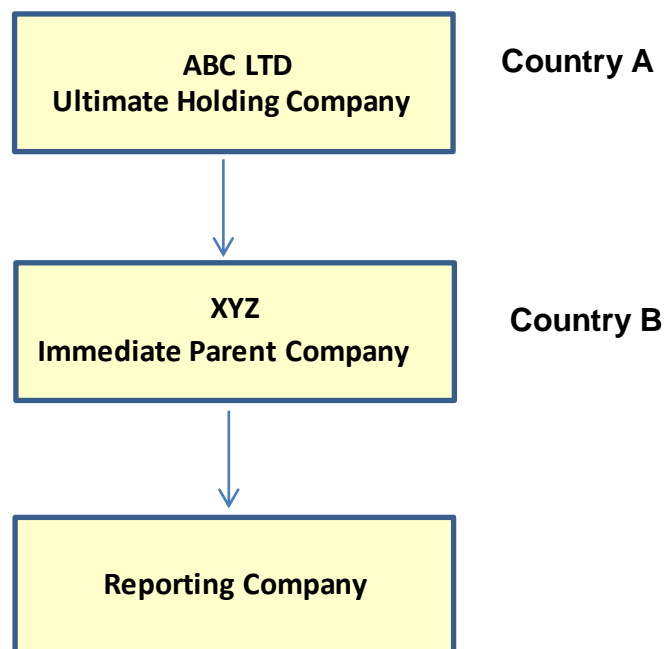 ABC LTD
Ultimate Holding Company
Country A
XYZ
Immediate Parent Company
Country B
Reporting Company